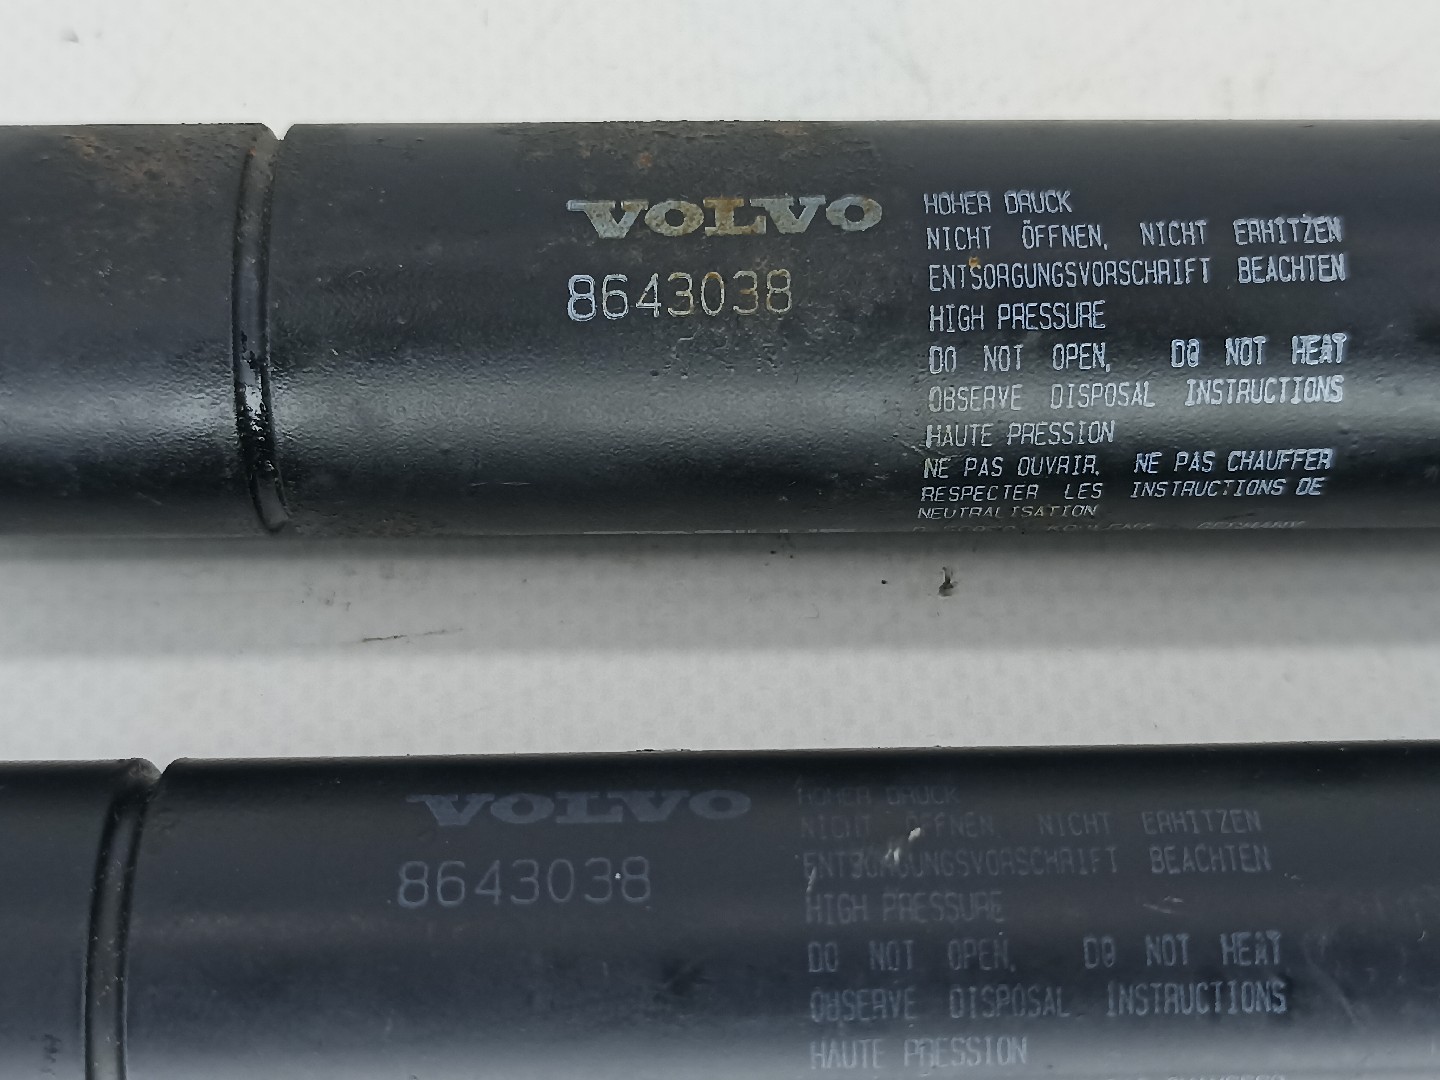 VOLVO
8643038
HOHER DRUCK
NICHT ÖFFNEN, NICHT ERHITZEN
ENTSORGUNGSVORSCHRIFT BEACHTEN
HIGH PRESSURE
DO NOT OPEN, DO NOT HEAT
OBSERVE DISPOSAL INSTRUCTIONS
HAUTE PRESSION
NE PAS OUVRIR, NE PAS CHAUFFER
RESPECTER LES INSTRUCTIONS DE
NEUTRALISATION
GERMANY
VOLVO
8643038
HOHER DRUCK
NICHT ÖFFNEN, NICHT ERHITZEN
ENTSORGUNGSVORSCHRIFT BEACHTEN
HIGH PRESSURE
DO NOT OPEN, DO NOT HEAT
OBSERVE DISPOSAL INSTRUCTIONS
HAUTE PRESSION